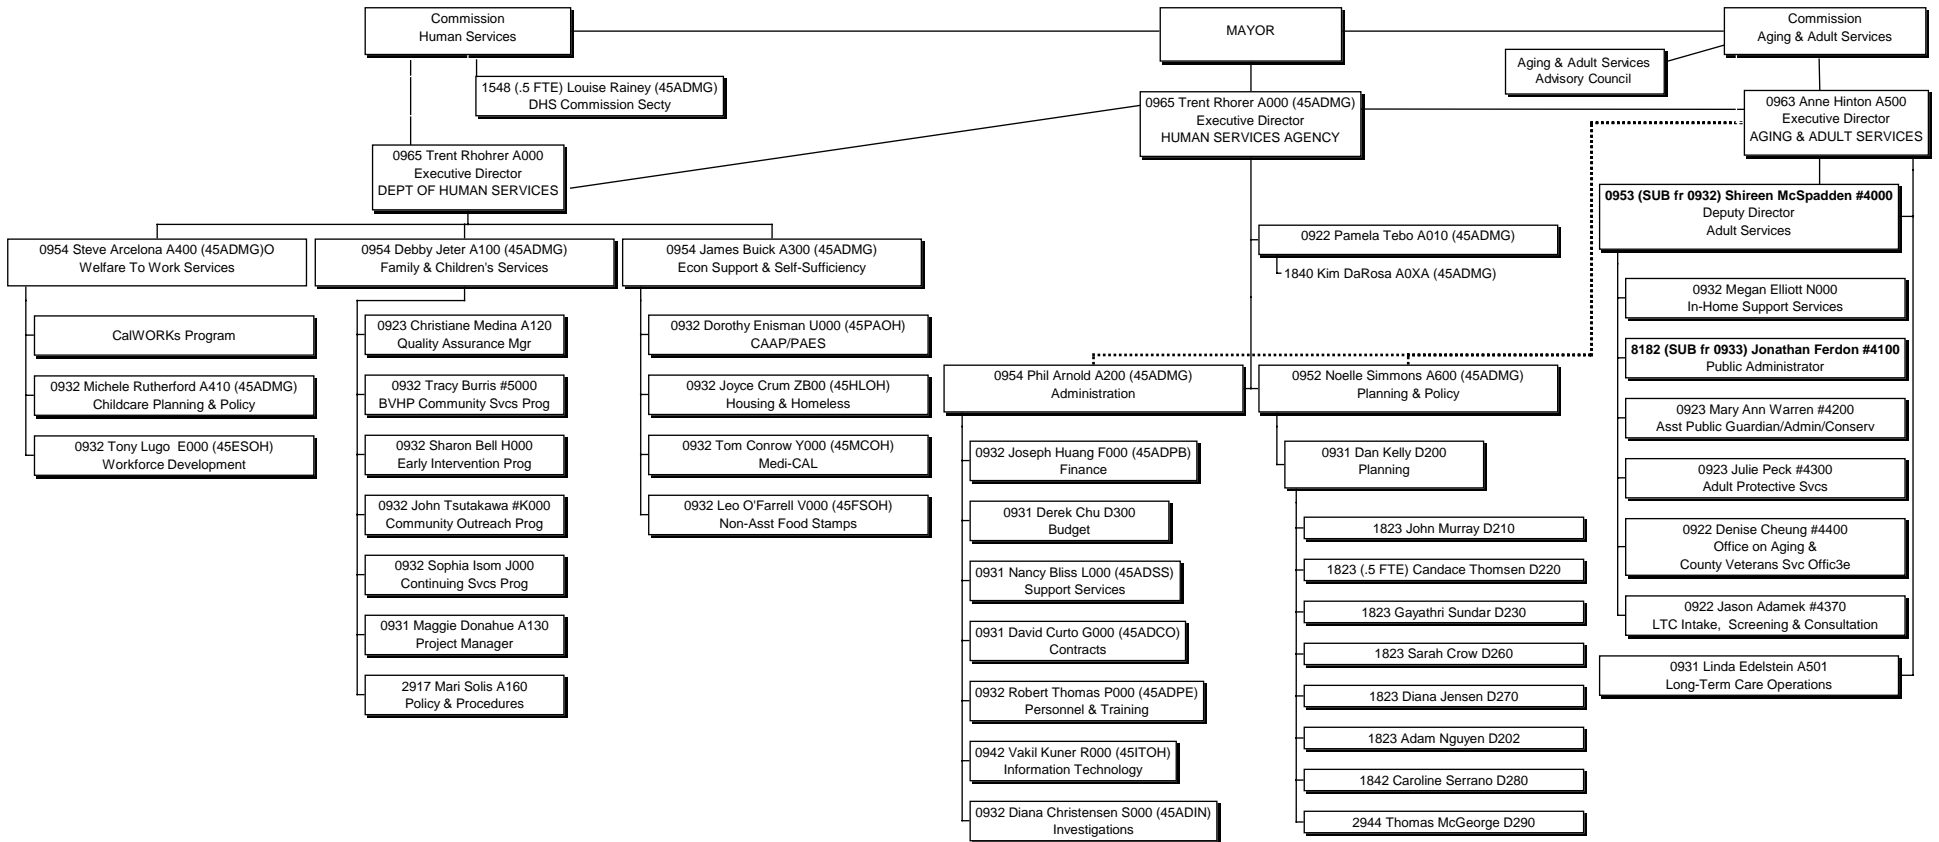 Commission
Human Services
MAYOR
Commission
Aging & Adult Services
Aging & Adult Services
Advisory Council
1548 (.5 FTE) Louise Rainey (45ADMG)
DHS Commission Secty
0965 Trent Rhorer A000 (45ADMG)
Executive Director
HUMAN SERVICES AGENCY
0963 Anne Hinton A500
Executive Director
AGING & ADULT SERVICES
0965 Trent Rhohrer A000
Executive Director
DEPT OF HUMAN SERVICES
0954 Steve Arcelona A400 (45ADMG)O
Welfare To Work Services
CalWORKs Program
0932 Michele Rutherford A410 (45ADMG)
Childcare Planning & Policy
0932 Tony Lugo  E000 (45ESOH)
Workforce Development
0954 Debby Jeter A100 (45ADMG)
Family & Children's Services
0923 Christiane Medina A120
Quality Assurance Mgr
0932 Tracy Burris #5000
BVHP Community Svcs Prog
0932 Sharon Bell H000
Early Intervention Prog
0932 John Tsutakawa #K000
Community Outreach Prog
0932 Sophia Isom J000
Continuing Svcs Prog
0931 Maggie Donahue A130
Project Manager
2917 Mari Solis A160
Policy & Procedures
0954 James Buick A300 (45ADMG)
Econ Support & Self-Sufficiency
0932 Dorothy Enisman U000 (45PAOH)
CAAP/PAES
0932 Joyce Crum ZB00 (45HLOH)
Housing & Homeless
0932 Tom Conrow Y000 (45MCOH)
Medi-CAL
0932 Leo O'Farrell V000 (45FSOH)
Non-Asst Food Stamps
0922 Pamela Tebo A010 (45ADMG)
1840 Kim DaRosa A0XA (45ADMG)
0954 Phil Arnold A200 (45ADMG)
Administration
0932 Joseph Huang F000 (45ADPB)
Finance
0931 Derek Chu D300
Budget
0931 Nancy Bliss L000 (45ADSS)
Support Services
0931 David Curto G000 (45ADCO)
Contracts
0932 Robert Thomas P000 (45ADPE)
Personnel & Training
0942 Vakil Kuner R000 (45ITOH)
Information Technology
0932 Diana Christensen S000 (45ADIN)
Investigations
0952 Noelle Simmons A600 (45ADMG)
Planning & Policy
0931 Dan Kelly D200
Planning
1823 John Murray D210
1823 (.5 FTE) Candace Thomsen D220
1823 Gayathri Sundar D230
1823 Sarah Crow D260
1823 Diana Jensen D270
1823 Adam Nguyen D202
1842 Caroline Serrano D280
2944 Thomas McGeorge D290
0953 (SUB fr 0932) Shireen McSpadden #4000
Deputy Director
Adult Services
0932 Megan Elliott N000
In-Home Support Services
8182 (SUB fr 0933) Jonathan Ferdon #4100
Public Administrator
0923 Mary Ann Warren #4200
Asst Public Guardian/Admin/Conserv
0923 Julie Peck #4300
Adult Protective Svcs
0922 Denise Cheung #4400
Office on Aging &
County Veterans Svc Offic3e
0922 Jason Adamek #4370
LTC Intake,  Screening & Consultation
0931 Linda Edelstein A501
Long-Term Care Operations